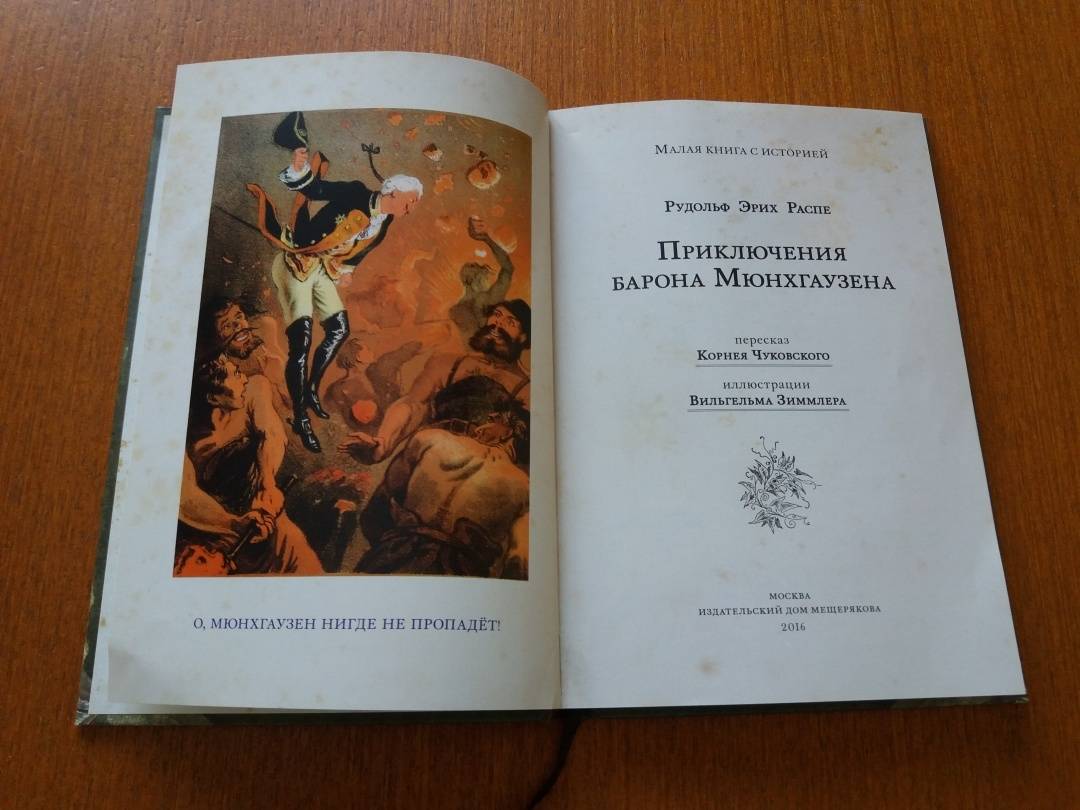 О, МЮНХГАУЗЕН НИГДЕ НЕ ПРОПАДЁТ!
МАЛАЯ КНИГА С ИСТОРИЕЙ
РУДОЛЬФ ЭРИХ РАСПЕ
ПРИКЛЮЧЕНИЯ
БАРОНА МЮНХГАУЗЕНА
пересказ
КОРНЕЯ ЧУКОВСКОГО
иллюстрации
ВИЛЬГЕЛЬМА ЗИММЛЕРА
МОСКВА
ИЗДАТЕЛЬСКИЙ ДОМ МЕЩЕРЯКОВА
2016